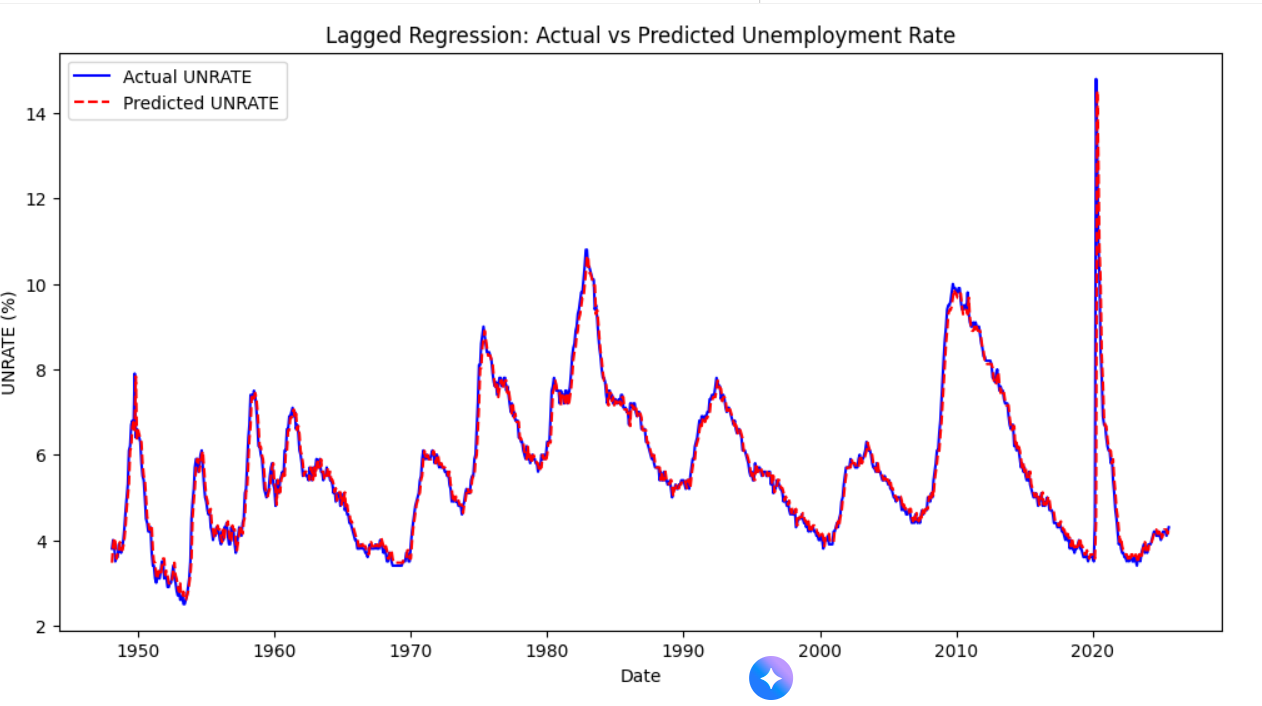 Lagged Regression: Actual vs Predicted Unemployment Rate
Actual UNRATE
Predicted UNRATE
UNRATE (%)
14
12
10
8
6
4
2
1950 1960 1970 1980 1990 2000 2010 2020
Date